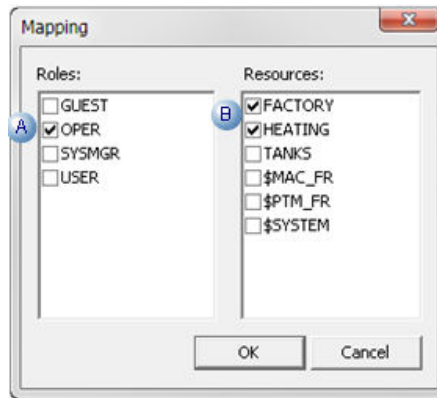 Mapping
Roles:
GUEST
OPER
SYSMGR
USER
Resources:
FACTORY
HEATING
TANKS
$MAC_FR
$PTM_FR
$SYSTEM
A
B
OK
Cancel